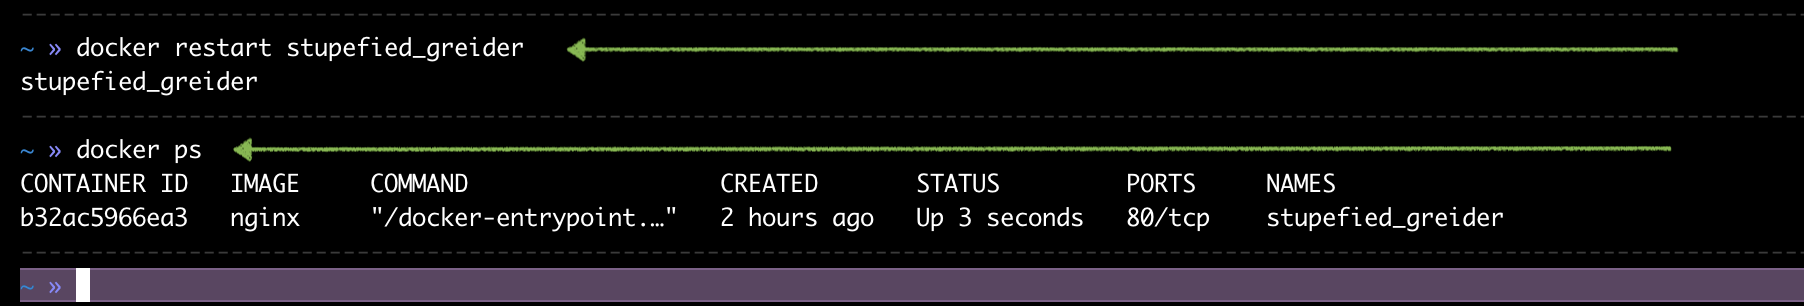 ~ » docker restart stupefied_greider
stupefied_greider
~ » docker ps
CONTAINER ID   IMAGE     COMMAND                  CREATED       STATUS         PORTS     NAMES
b32ac5966ea3   nginx     "/docker-entrypoint.…"   2 hours ago   Up 3 seconds   80/tcp    stupefied_greider
~ »